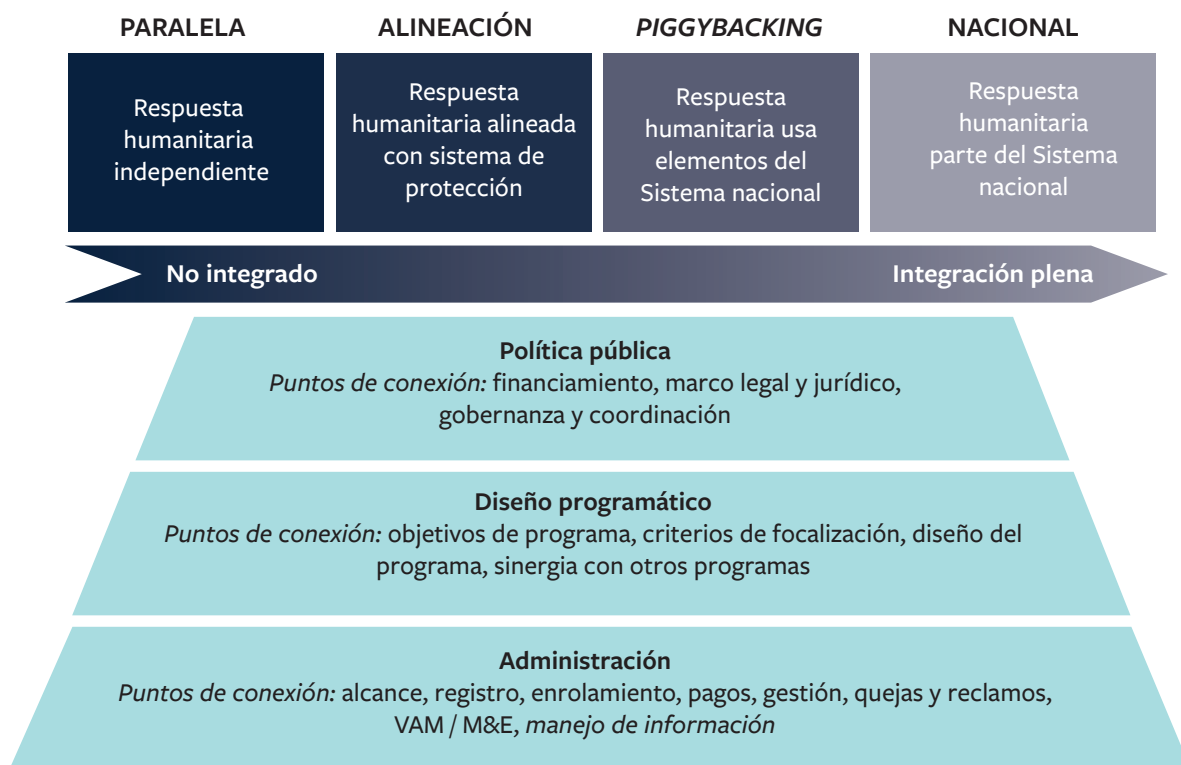 PARALELA
Respuesta
humanitaria
independiente
ALINEACIÓN
Respuesta
humanitaria alineada
con sistema de
protección
PIGGYBACKING
Respuesta
humanitaria usa
elementos del
Sistema nacional
NACIONAL
Respuesta
humanitaria
parte del Sistema
nacional
No integrado
Integración plena
Política pública
Puntos de conexión: financiamiento, marco legal y jurídico,
gobernanza y coordinación
Diseño programático
Puntos de conexión: objetivos de programa, criterios de focalización, diseño del
programa, sinergia con otros programas
Administración
Puntos de conexión: alcance, registro, enrolamiento, pagos, gestión, quejas y reclamos,
VAM / M&E, manejo de información